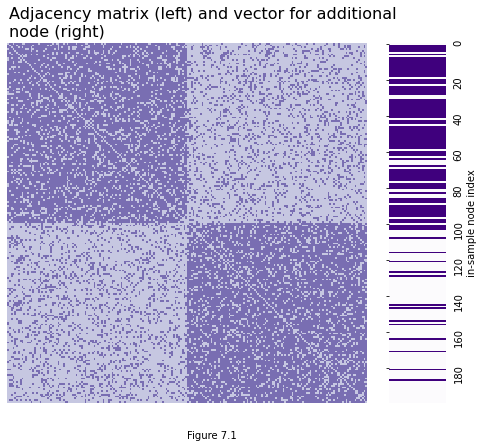 Adjacency matrix (left) and vector for additional
node (right)
0
20
40
60
80
100
120
140
160
180
in-sample node index
Figure 7.1